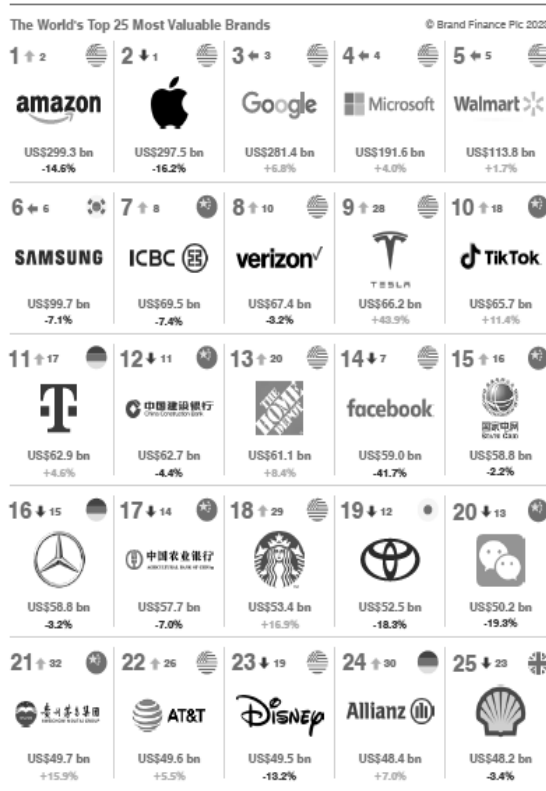 The World's Top 25 Most Valuable Brands
© Brand Finance Plc 2023
1 ↑ 2
amazon
US$299.3 bn
-14.6%
2 ↓ 1
US$297.5 bn
-16.2%
3 ← 3
Google
US$281.4 bn
+6.8%
4 ← 4
Microsoft
US$191.6 bn
+4.0%
5 ← 5
Walmart
US$113.8 bn
+1.7%
6 ← 6
SAMSUNG
US$99.7 bn
-7.1%
7 ↑ 8
ICBC
US$69.5 bn
-7.4%
8 ↑ 10
verizon✓
US$67.4 bn
-3.2%
9 ↑ 28
TESLA
US$66.2 bn
+43.9%
10 ↑ 18
TikTok
US$65.7 bn
+11.4%
11 ↑ 17
T
US$62.9 bn
+4.6%
12 ↓ 11
中国建设银行
China Construction Bank
US$62.7 bn
-4.4%
13 ↑ 20
THE
HOME
DEPOT
US$61.1 bn
+8.4%
14 ↓ 7
facebook
US$59.0 bn
-41.7%
15 ↑ 16
国家电网
STATE GRID
US$58.8 bn
-2.2%
16 ↓ 15
US$58.8 bn
-3.2%
17 ↓ 14
中国农业银行
AGRICULTURAL BANK OF CHINA
US$57.7 bn
-7.0%
18 ↑ 29
US$53.4 bn
+16.9%
19 ↓ 12
US$52.5 bn
-18.3%
20 ↓ 13
US$50.2 bn
-19.3%
21 ↑ 32
US$49.7 bn
+15.9%
22 ↑ 26
AT&T
US$49.6 bn
+5.5%
23 ↓ 19
Disney
US$49.5 bn
-13.2%
24 ↑ 30
Allianz
US$48.4 bn
+7.0%
25 ↓ 23
US$48.2 bn
-3.4%